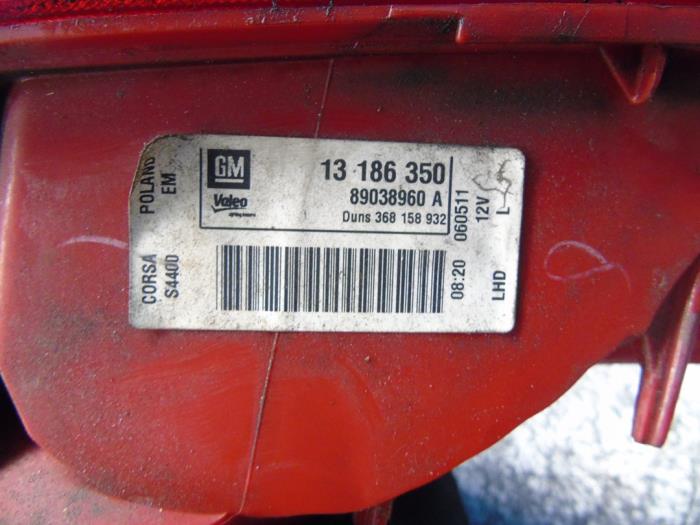 GM
Valeo
13 186 350
89038960 A
Duns 368 158 932
CORSA POLAND
S4400 EM
08:20 060511
12V
LHD L